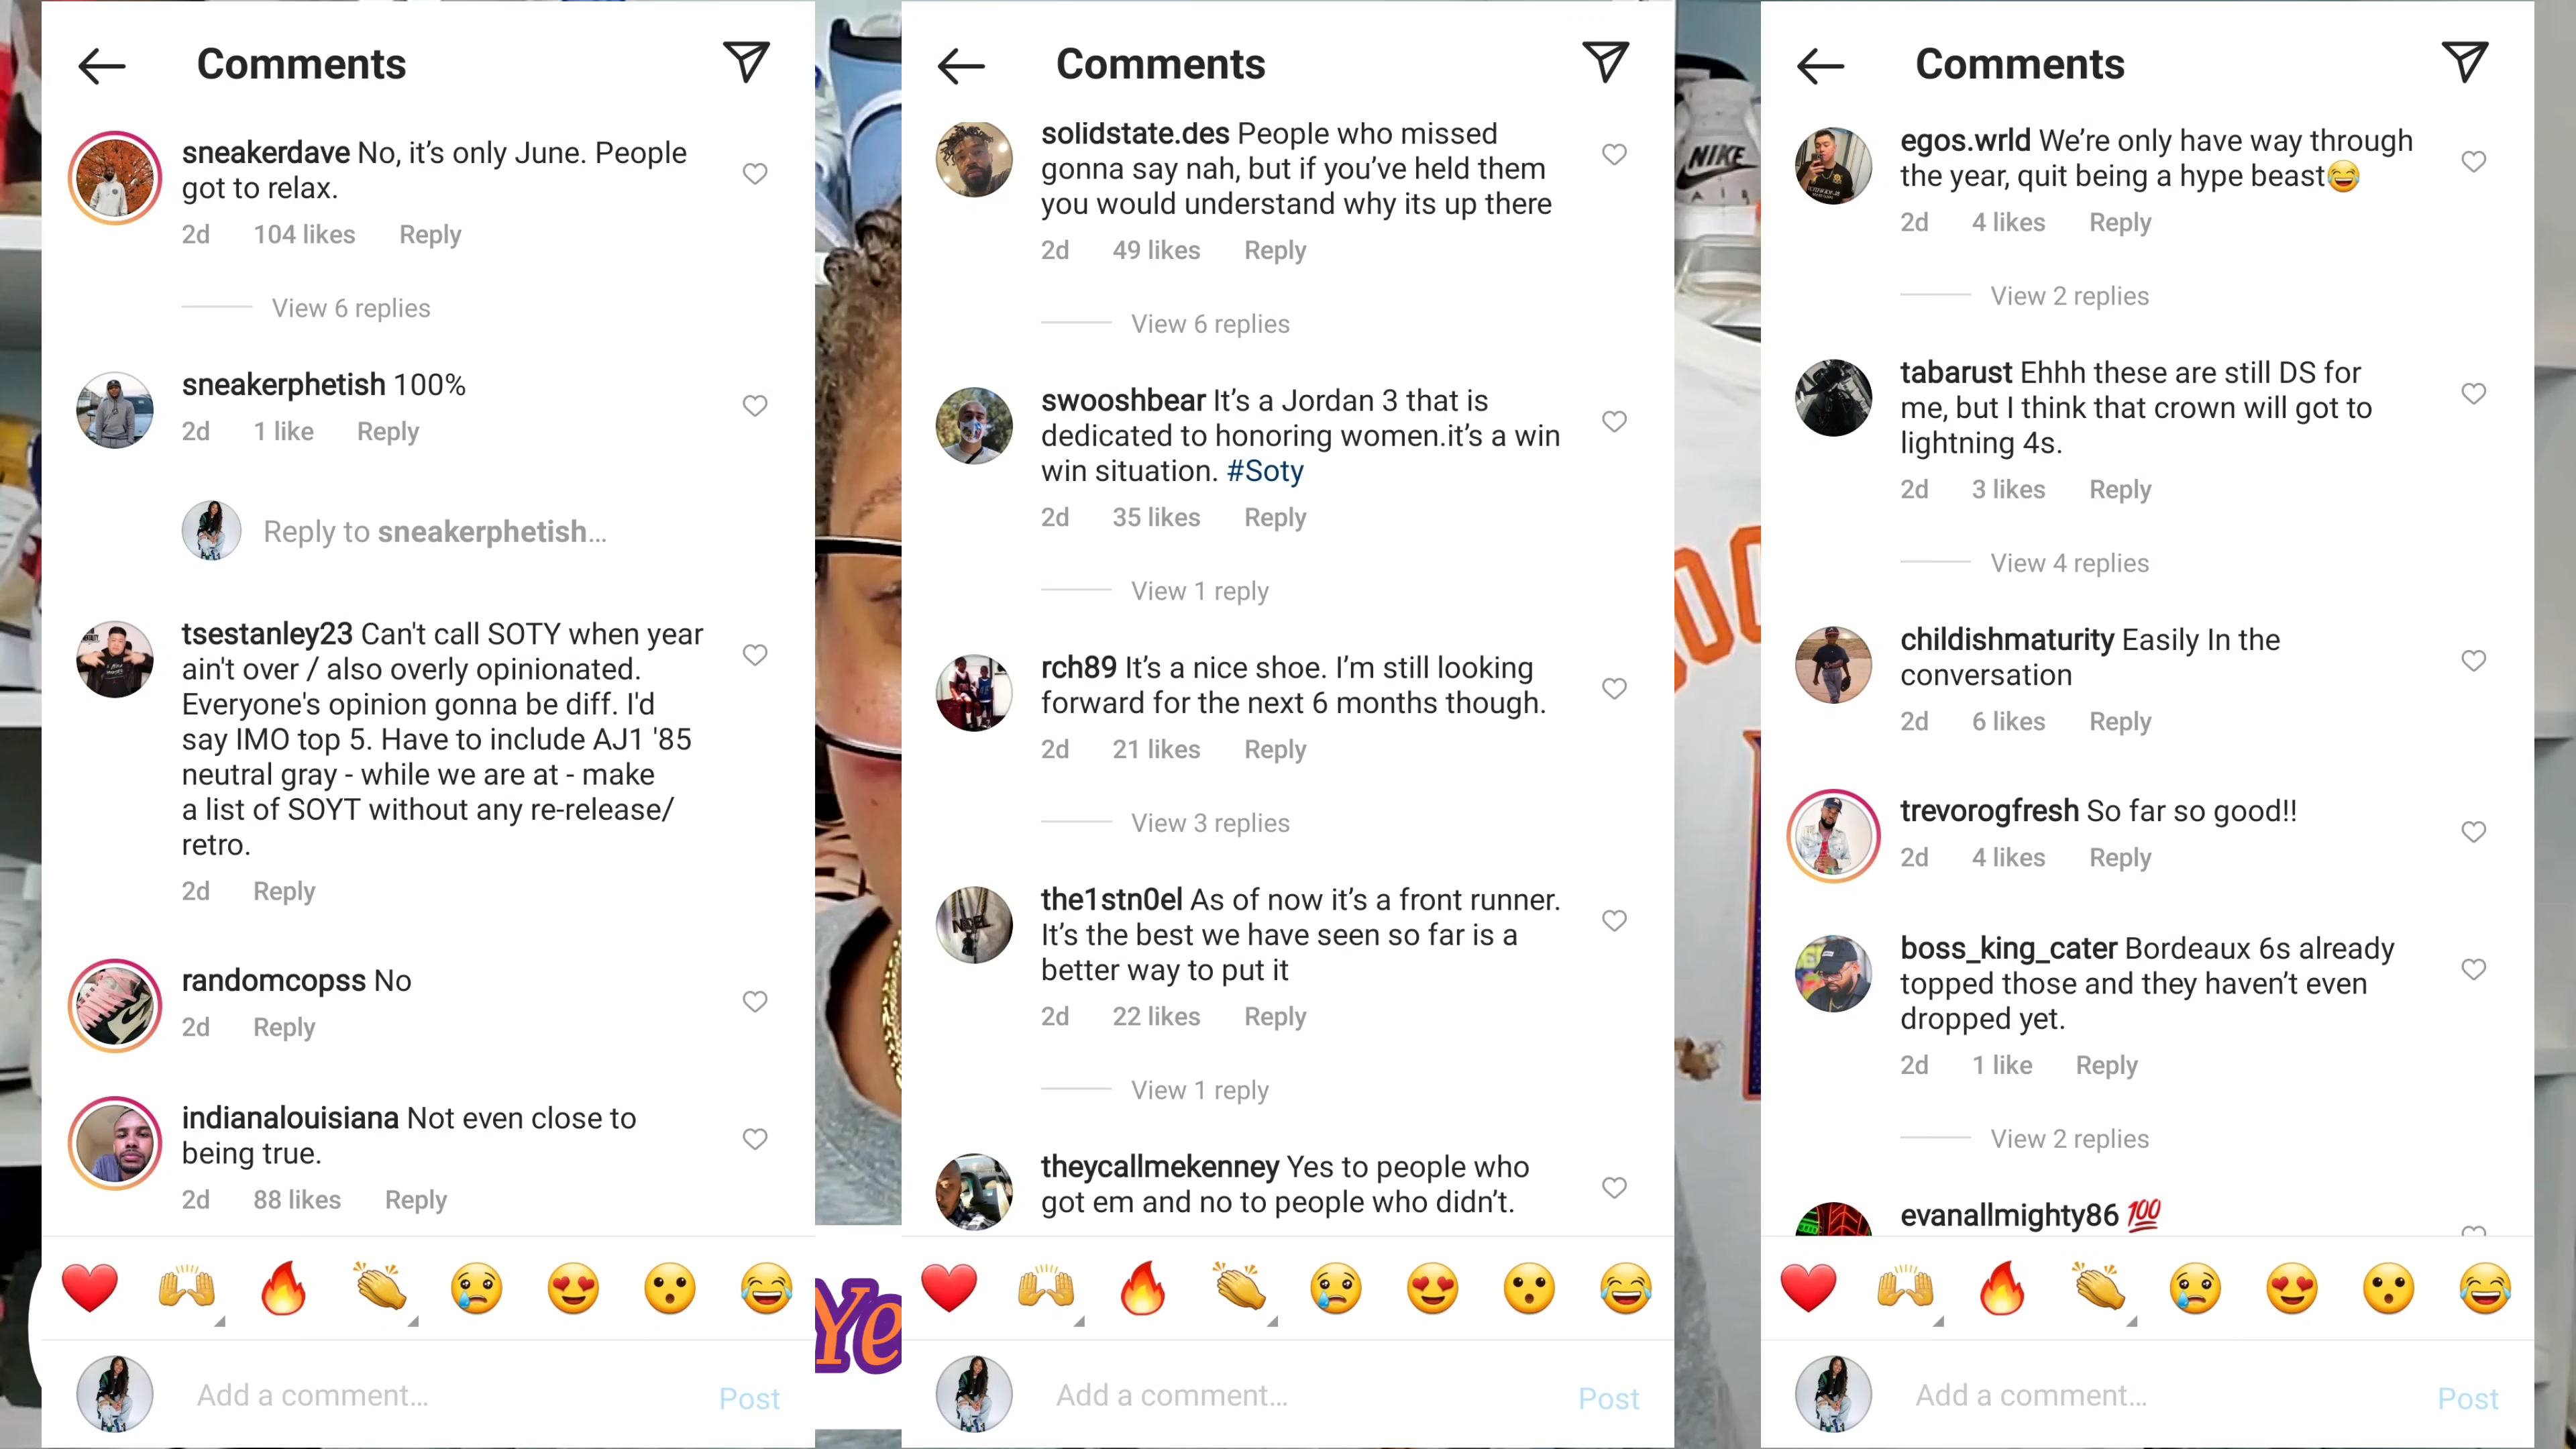 Comments
sneakerdave No, it's only June. People
got to relax.
2d 104 likes Reply
View 6 replies
sneakerphetish 100%
2d 1 like Reply
Reply to sneakerphetish...
tsestanley23 Can't call SOTY when year
ain't over / also overly opinionated.
Everyone's opinion gonna be diff. I'd
say IMO top 5. Have to include AJ1 '85
neutral gray - while we are at - make
a list of SOYT without any re-release/
retro.
2d Reply
randomcopss No
2d Reply
indianalouisiana Not even close to
being true.
2d 88 likes Reply
❤️ 🙌 🔥 👏 😢 😍 😮 😂
Add a comment... Post
Ye
Comments
solidstate.des People who missed
gonna say nah, but if you've held them
you would understand why its up there
2d 49 likes Reply
View 6 replies
swooshbear It's a Jordan 3 that is
dedicated to honoring women.it's a win
win situation. #Soty
2d 35 likes Reply
View 1 reply
rch89 It's a nice shoe. I'm still looking
forward for the next 6 months though.
2d 21 likes Reply
View 3 replies
the1stn0el As of now it's a front runner.
It's the best we have seen so far is a
better way to put it
2d 22 likes Reply
View 1 reply
theycallmekenney Yes to people who
got em and no to people who didn't.
❤️ 🙌 🔥 👏 😢 😍 😮 😂
Add a comment... Post
NIKE
AIR
Comments
egos.wrld We're only have way through
the year, quit being a hype beast😂
2d 4 likes Reply
View 2 replies
tabarust Ehhh these are still DS for
me, but I think that crown will got to
lightning 4s.
2d 3 likes Reply
View 4 replies
childishmaturity Easily In the
conversation
2d 6 likes Reply
trevorogfresh So far so good!!
2d 4 likes Reply
boss_king_cater Bordeaux 6s already
topped those and they haven't even
dropped yet.
2d 1 like Reply
View 2 replies
evanallmighty86 💯
❤️ 🙌 🔥 👏 😢 😍 😮 😂
Add a comment... Post